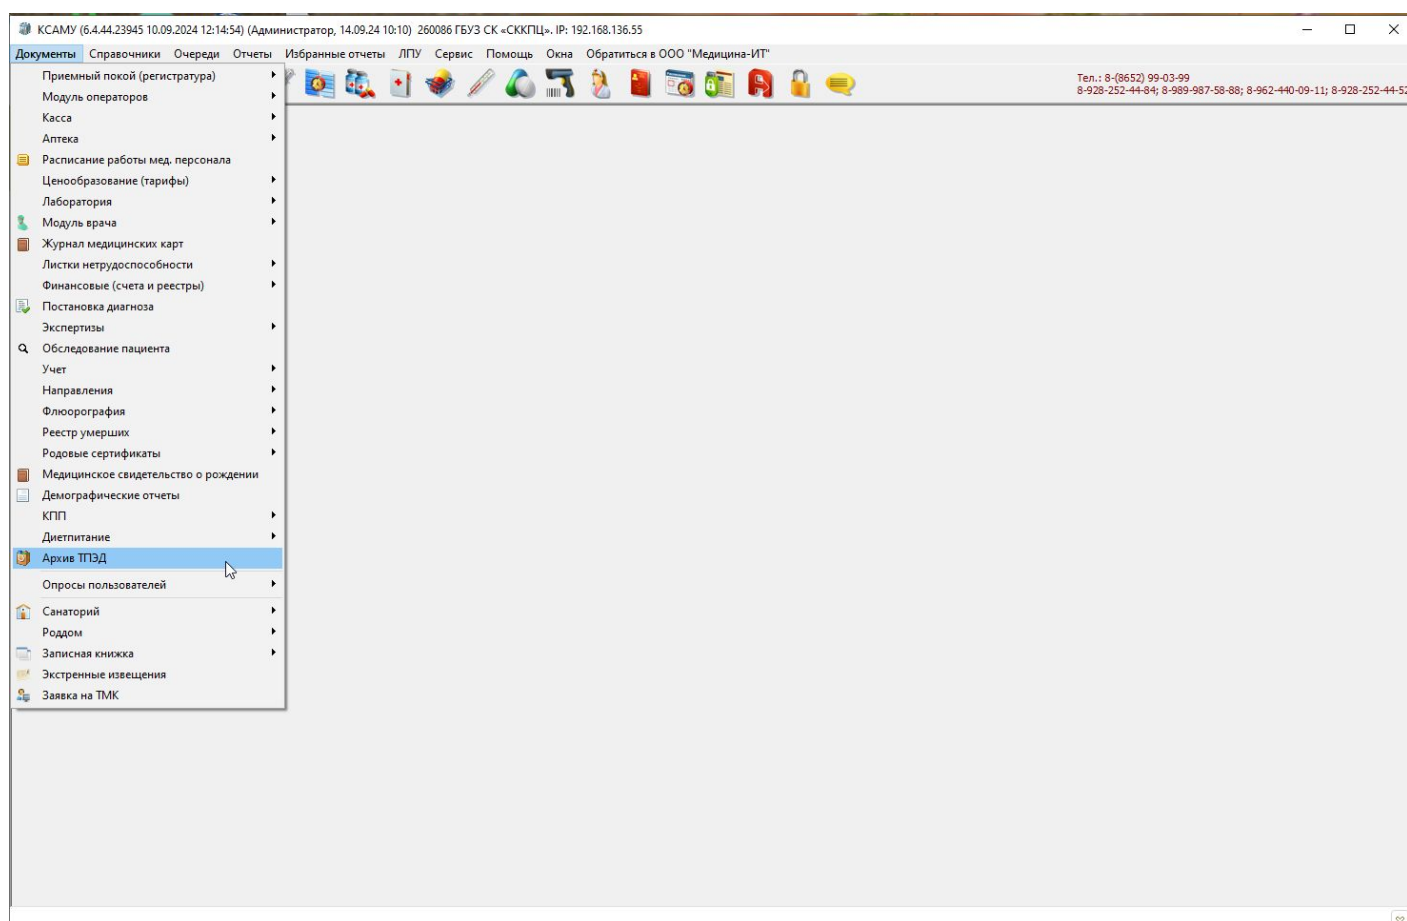 КСАМУ (6.4.44.23945 10.09.2024 12:14:54) (Администратор, 14.09.24 10:10) 260086 ГБУЗ СК «СККПЦ». IP: 192.168.136.55
Документы Справочники Очереди Отчеты Избранные отчеты ЛПУ Сервис Помощь Окна Обратиться в ООО "Медицина-ИТ"
Тел.: 8-(8652) 99-03-99
8-928-252-44-84; 8-989-987-58-88; 8-962-440-09-11; 8-928-252-44-52
Приемный покой (регистратура)
Модуль операторов
Касса
Аптека
Расписание работы мед. персонала
Ценообразование (тарифы)
Лаборатория
Модуль врача
Журнал медицинских карт
Листки нетрудоспособности
Финансовые (счета и реестры)
Постановка диагноза
Экспертизы
Обследование пациента
Учет
Направления
Флюорография
Реестр умерших
Родовые сертификаты
Медицинское свидетельство о рождении
Демографические отчеты
КПП
Диетпитание
Архив ТПЭД
Опросы пользователей
Санаторий
Роддом
Записная книжка
Экстренные извещения
Заявка на ТМК